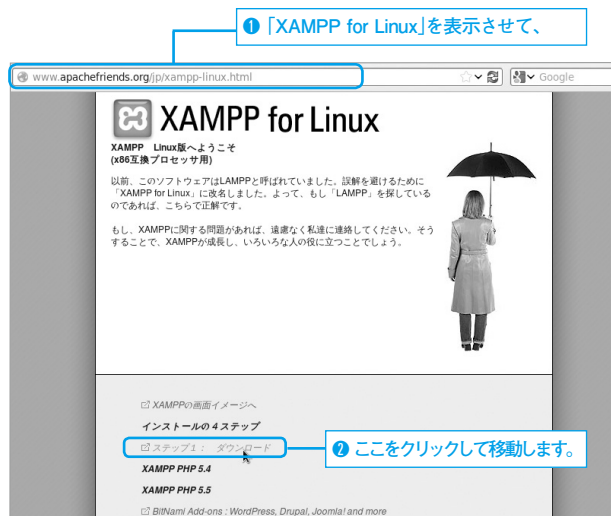 ❶「XAMPP for Linux」を表示させて、
www.apachefriends.org/jp/xampp-linux.html
Google
XAMPP for Linux
XAMPP Linux版へようこそ
(x86互換プロセッサ用)
以前、このソフトウェアはLAMPPと呼ばれていました。誤解を避けるために
「XAMPP for Linux」に改名しました。よって、もし「LAMPP」を探している
のであれば、こちらで正解です。
もし、XAMPPに関する問題があれば、遠慮なく私達に連絡してください。そう
することで、XAMPPが成長し、いろいろな人の役に立つことでしょう。
XAMPPの画面イメージへ
インストールの 4 ステップ
ステップ 1 : ダウンロード
❷ ここをクリックして移動します。
XAMPP PHP 5.4
XAMPP PHP 5.5
BitNami Add-ons : WordPress, Drupal, Joomla! and more